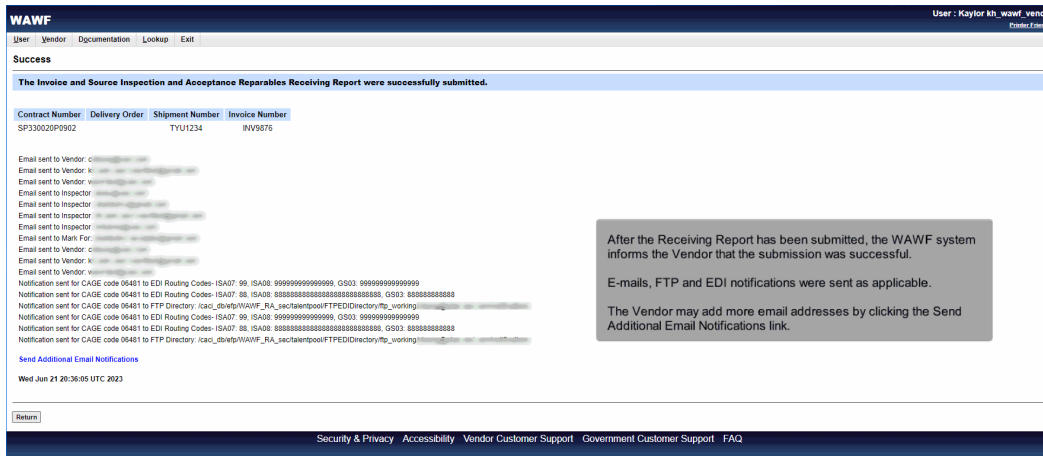 WAWF
User : Kaylor kh_wawf_vend
Printer Frien
User Vendor Documentation Lookup Exit
Success
The Invoice and Source Inspection and Acceptance Reparables Receiving Report were successfully submitted.
Contract Number Delivery Order Shipment Number Invoice Number
SP330020P0902 TYU1234 INV9876
Email sent to Vendor: c
Email sent to Vendor: k
Email sent to Vendor: w
Email sent to Inspector
Email sent to Inspector
Email sent to Inspector
Email sent to Inspector
Email sent to Mark For:
Email sent to Vendor: c
Email sent to Vendor: k
Email sent to Vendor: w
Notification sent for CAGE code 06481 to EDI Routing Codes- ISA07: 99, ISA08: 999999999999999, GS03: 999999999999999
Notification sent for CAGE code 06481 to EDI Routing Codes- ISA07: 88, ISA08:
Notification sent for CAGE code 06481 to FTP Directory: /caci_db/efp/WAWF_RA_sec/talentpool/FTPEDIDirectory/ftp_working
Notification sent for CAGE code 06481 to EDI Routing Codes- ISA07: 99, ISA08: 999999999999999, GS03: 999999999999999
Notification sent for CAGE code 06481 to EDI Routing Codes- ISA07: 88, ISA08:
Notification sent for CAGE code 06481 to FTP Directory: /caci_db/efp/WAWF_RA_sec/talentpool/FTPEDIDirectory/ftp_working
Send Additional Email Notifications
Wed Jun 21 20:36:05 UTC 2023
After the Receiving Report has been submitted, the WAWF system
informs the Vendor that the submission was successful.
E-mails, FTP and EDI notifications were sent as applicable.
The Vendor may add more email addresses by clicking the Send
Additional Email Notifications link.
Return
Security & Privacy Accessibility Vendor Customer Support Government Customer Support FAQ